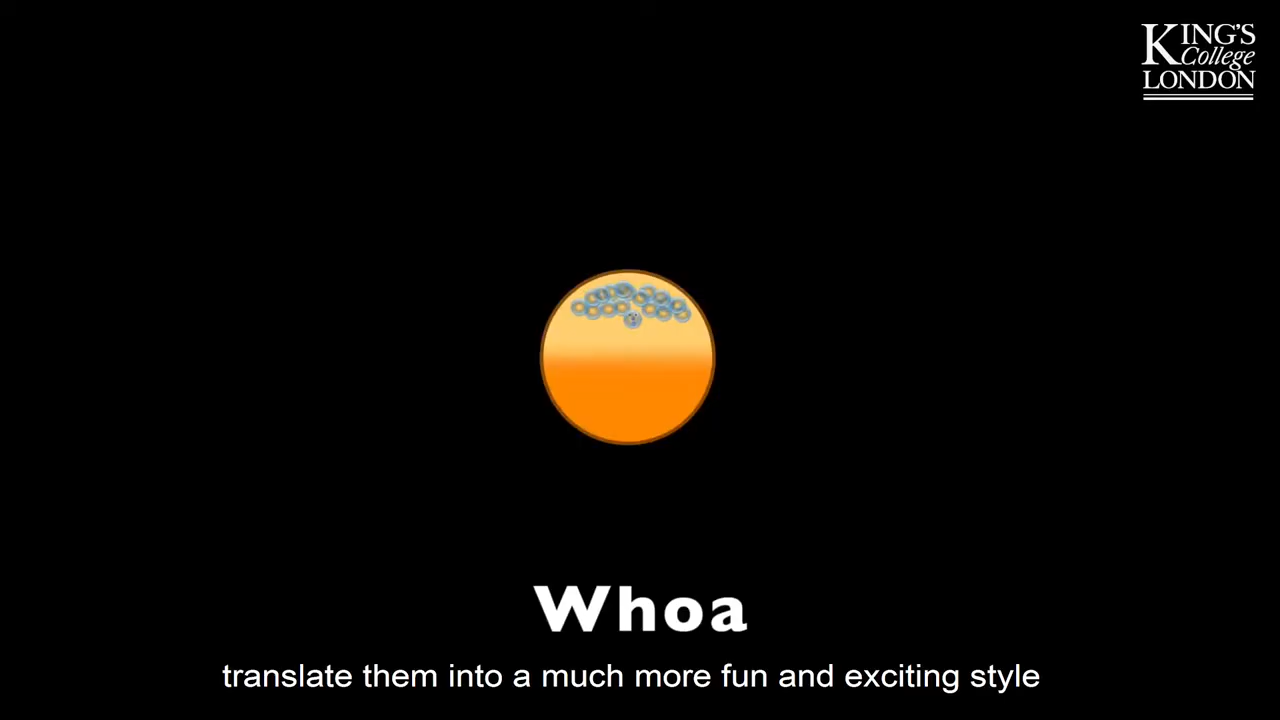 KING'S
College
LONDON
Whoa
translate them into a much more fun and exciting style